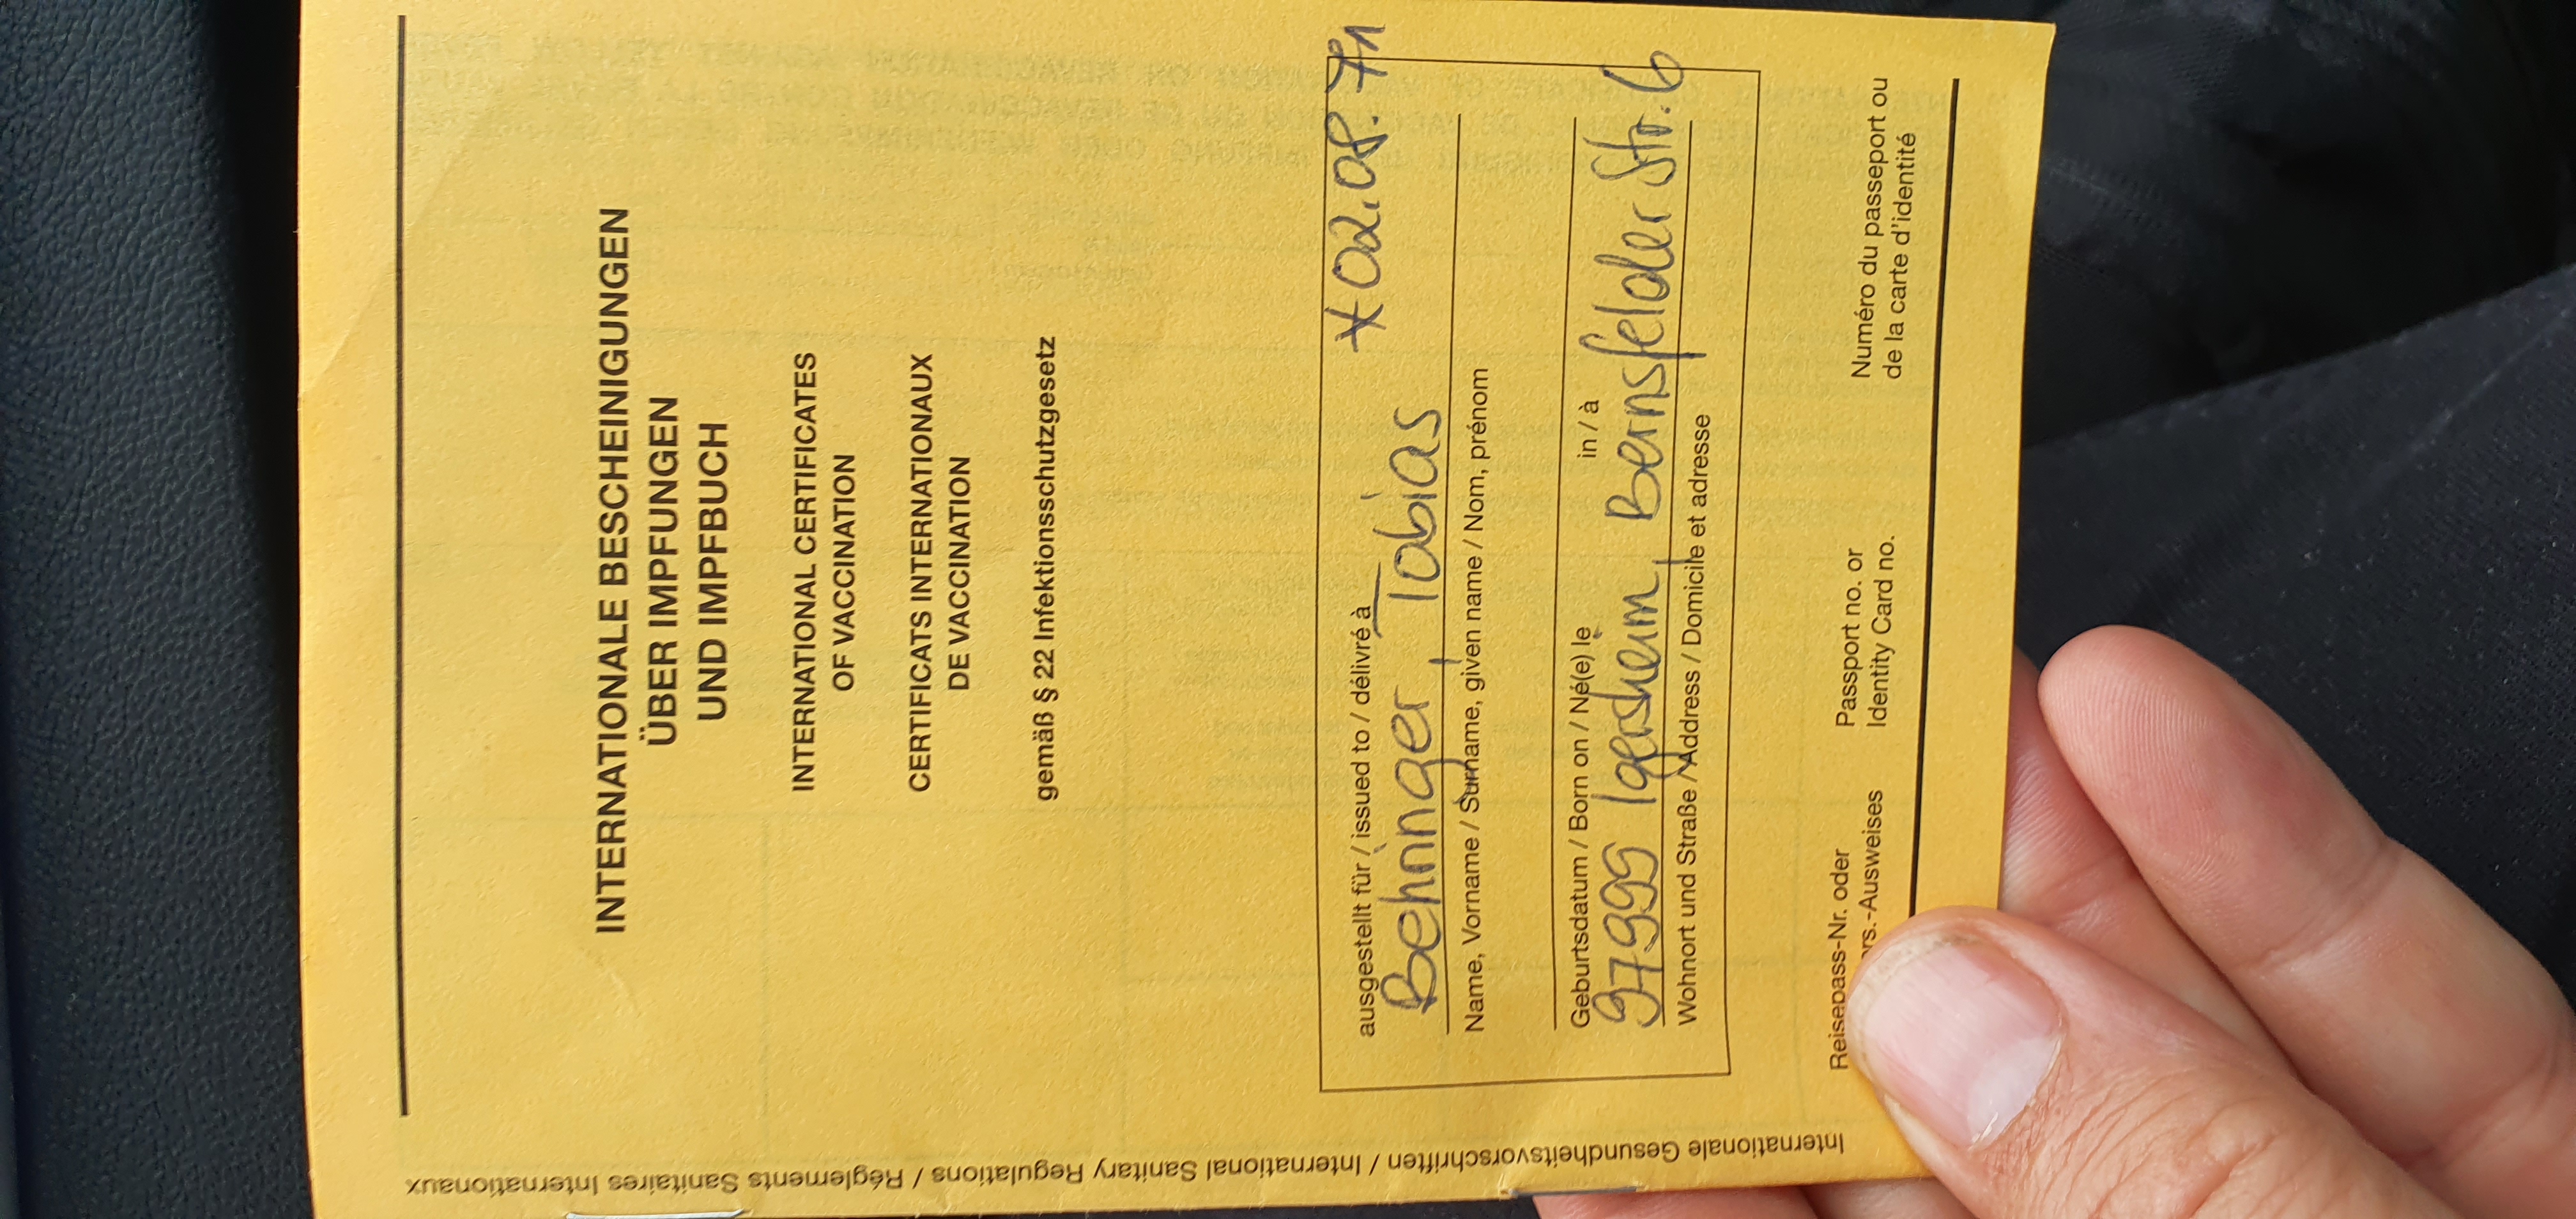 INTERNATIONALE BESCHEINIGUNGEN
ÜBER IMPFUNGEN
UND IMPFBUCH
INTERNATIONAL CERTIFICATES
OF VACCINATION
CERTIFICATS INTERNATIONAUX
DE VACCINATION
gemäß § 22 Infektionsschutzgesetz
ausgestellt für / issued to / délivré à
Behringer, Tobias *02.08.71
Name, Vorname / Surname, given name / Nom, prénom
Geburtsdatum / Born on / Né(e) le in / à
97999 Igersheim, Bernsfelder Str. 6
Wohnort und Straße / Address / Domicile et adresse
Reisepass-Nr. oder Passport no. or Numéro du passeport ou
rs.-Ausweises Identity Card no. de la carte d'identité
Internationale Gesundheitsvorschriften / International Sanitary Regulations / Réglements Sanitaires Internationaux